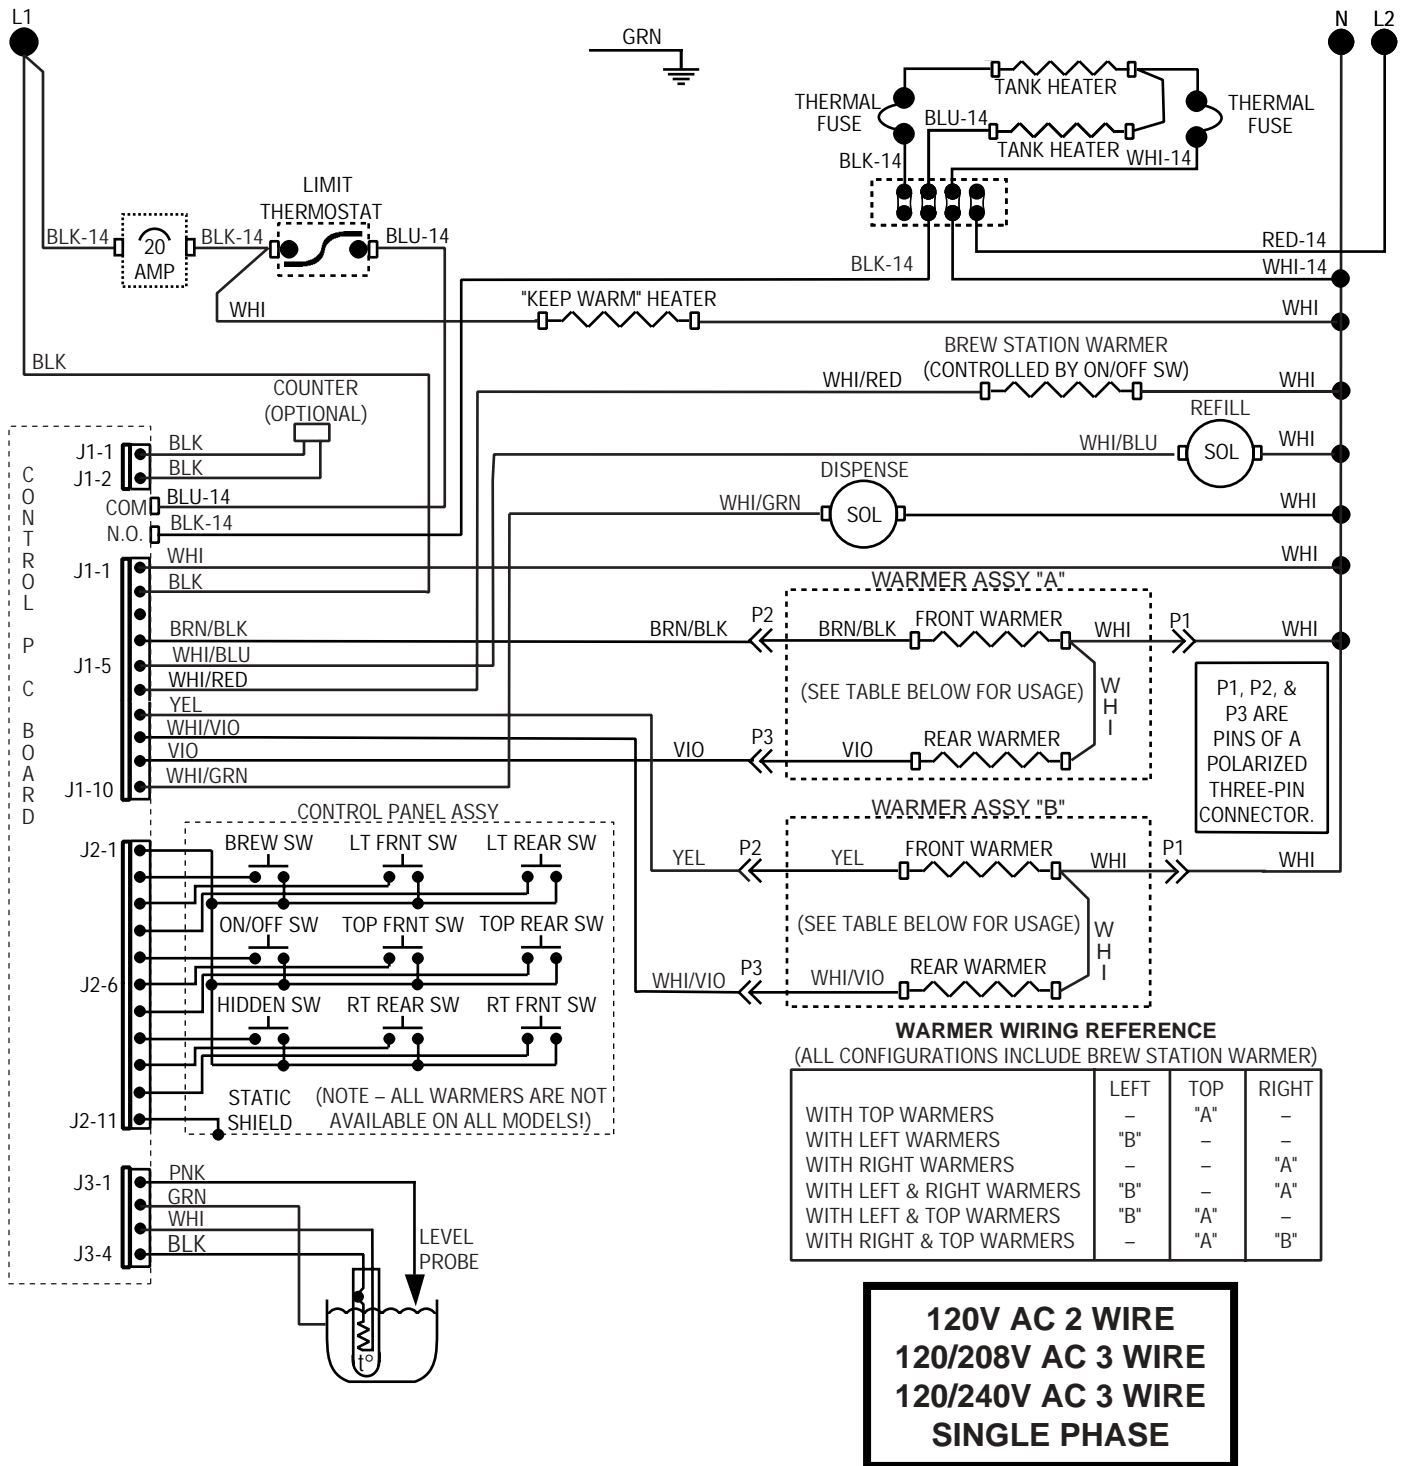 L1
N L2
GRN
TANK HEATER
THERMAL
FUSE
BLU-14
THERMAL
FUSE
TANK HEATER
WHI-14
BLK-14
LIMIT
THERMOSTAT
BLK-14
20
AMP
BLK-14
BLU-14
RED-14
BLK-14
WHI-14
"KEEP WARM" HEATER
WHI
WHI
BLK
BREW STATION WARMER
(CONTROLLED BY ON/OFF SW)
WHI/RED
WHI
COUNTER
(OPTIONAL)
REFILL
WHI/BLU
SOL
WHI
DISPENSE
WHI/GRN
SOL
WHI
CONTROL PC BOARD
J1-1
BLK
J1-2
BLK
COM
BLU-14
N.O.
BLK-14
J1-1
WHI
WHI
BLK
BRN/BLK
J1-5
WHI/BLU
WHI/RED
YEL
WHI/VIO
VIO
J1-10
WHI/GRN
WARMER ASSY "A"
BRN/BLK
P2
BRN/BLK
FRONT WARMER
WHI
P1
WHI
(SEE TABLE BELOW FOR USAGE)
WHI
VIO
P3
VIO
REAR WARMER
P1, P2, &
P3 ARE
PINS OF A
POLARIZED
THREE-PIN
CONNECTOR.
WARMER ASSY "B"
YEL
P2
YEL
FRONT WARMER
WHI
P1
WHI
(SEE TABLE BELOW FOR USAGE)
WHI
WHI/VIO
P3
WHI/VIO
REAR WARMER
CONTROL PANEL ASSY
J2-1
BREW SW LT FRNT SW LT REAR SW
ON/OFF SW TOP FRNT SW TOP REAR SW
J2-6
HIDDEN SW RT REAR SW RT FRNT SW
J2-11
STATIC
SHIELD
(NOTE – ALL WARMERS ARE NOT
AVAILABLE ON ALL MODELS!)
J3-1
PNK
GRN
WHI
J3-4
BLK
LEVEL
PROBE
t°
WARMER WIRING REFERENCE
(ALL CONFIGURATIONS INCLUDE BREW STATION WARMER)
LEFT TOP RIGHT
WITH TOP WARMERS – "A" –
WITH LEFT WARMERS "B" – –
WITH RIGHT WARMERS – – "A"
WITH LEFT & RIGHT WARMERS "B" – "A"
WITH LEFT & TOP WARMERS "B" "A" –
WITH RIGHT & TOP WARMERS – "A" "B"
120V AC 2 WIRE
120/208V AC 3 WIRE
120/240V AC 3 WIRE
SINGLE PHASE